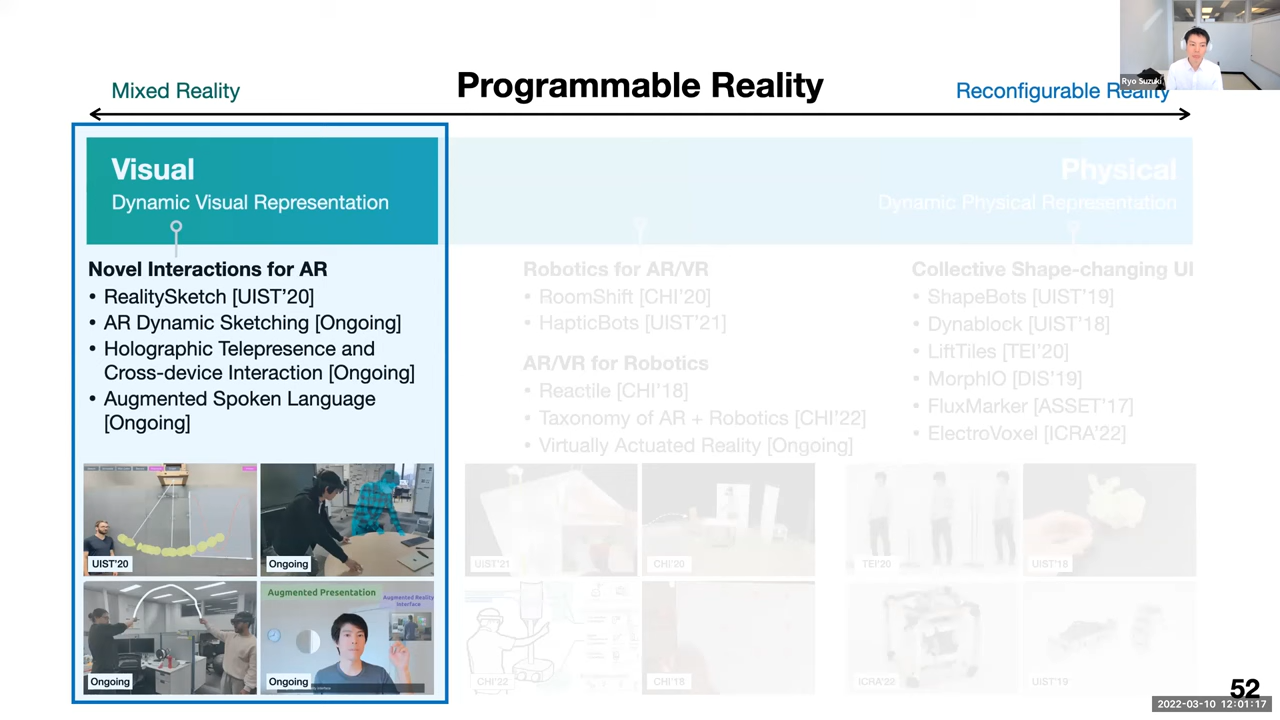 Programmable Reality
Mixed Reality
Reconfigurable Reality
Ryo Suzuki
Visual
Dynamic Visual Representation
Physical
Dynamic Physical Representation
Novel Interactions for AR
• RealitySketch [UIST'20]
• AR Dynamic Sketching [Ongoing]
• Holographic Telepresence and
Cross-device Interaction [Ongoing]
• Augmented Spoken Language
[Ongoing]
Robotics for AR/VR
• RoomShift [CHI'20]
• HapticBots [UIST'21]
AR/VR for Robotics
• Reactile [CHI'18]
• Taxonomy of AR + Robotics [CHI'22]
• Virtually Actuated Reality [Ongoing]
Collective Shape-changing UI
• ShapeBots [UIST'19]
• Dynablock [UIST'18]
• LiftTiles [TEI'20]
• MorphIO [DIS'19]
• FluxMarker [ASSET'17]
• ElectroVoxel [ICRA'22]
UIST'20
Ongoing
UIST'21
CHI'20
TEI'20
UIST'18
Augmented Presentation
Augmented Reality
Interface
Ongoing
Ongoing
CHI'22
CHI'18
ICRA'22
UIST'19
52
2022-03-10 12:01:17